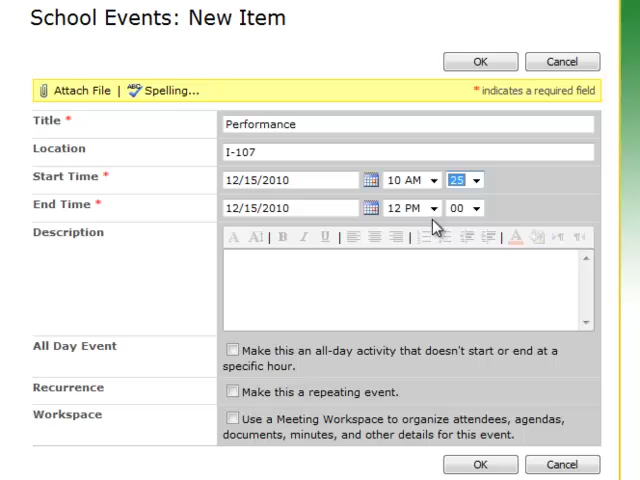 School Events: New Item
OK Cancel
Attach File | ABC Spelling... * indicates a required field
Title * Performance
Location I-107
Start Time * 12/15/2010 10 AM 25
End Time * 12/15/2010 12 PM 00
Description A A B I U A
All Day Event Make this an all-day activity that doesn't start or end at a
specific hour.
Recurrence Make this a repeating event.
Workspace Use a Meeting Workspace to organize attendees, agendas,
documents, minutes, and other details for this event.
OK Cancel